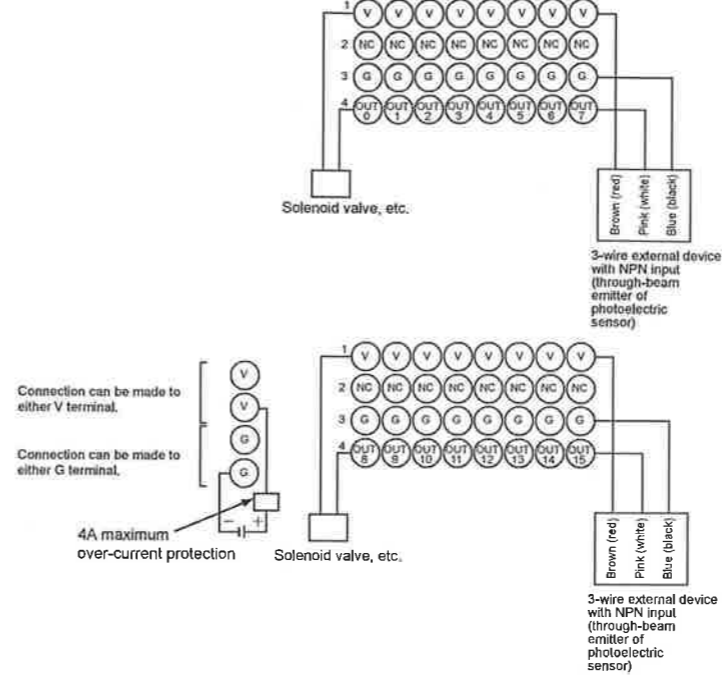 1 V V V V V V V V
2 NC NC NC NC NC NC NC NC
3 G G G G G G G G
4 OUT 0 OUT 1 OUT 2 OUT 3 OUT 4 OUT 5 OUT 6 OUT 7
Solenoid valve, etc.
Brown (red)
Pink (white)
Blue (black)
3-wire external device
with NPN input
(through-beam
emitter of
photoelectric
sensor)
Connection can be made to
either V terminal.
Connection can be made to
either G terminal.
V
V
G
G
− +
4A maximum
over-current protection
1 V V V V V V V V
2 NC NC NC NC NC NC NC NC
3 G G G G G G G G
4 OUT 8 OUT 9 OUT 10 OUT 11 OUT 12 OUT 13 OUT 14 OUT 15
Solenoid valve, etc.
Brown (red)
Pink (white)
Blue (black)
3-wire external device
with NPN input
(through-beam
emitter of
photoelectric
sensor)